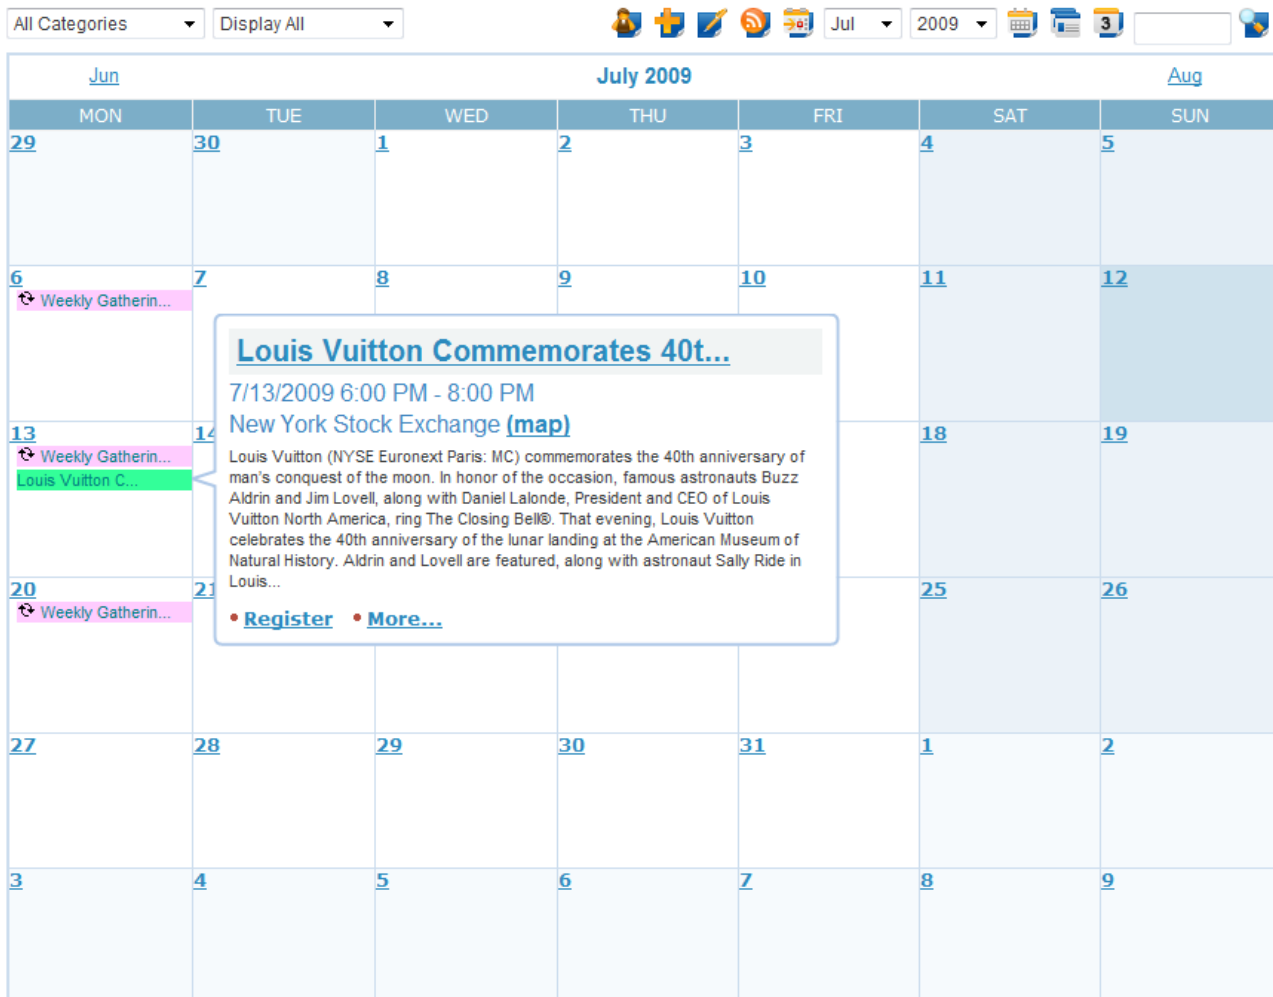 All Categories Display All Jul 2009 3
Jun July 2009 Aug
MON TUE WED THU FRI SAT SUN
29 30 1 2 3 4 5
6 7 8 9 10 11 12
Weekly Gatherin...
Louis Vuitton Commemorates 40t...
7/13/2009 6:00 PM - 8:00 PM
New York Stock Exchange (map)
13 14 18 19
Weekly Gatherin...
Louis Vuitton C...
Louis Vuitton (NYSE Euronext Paris: MC) commemorates the 40th anniversary of
man's conquest of the moon. In honor of the occasion, famous astronauts Buzz
Aldrin and Jim Lovell, along with Daniel Lalonde, President and CEO of Louis
Vuitton North America, ring The Closing Bell®. That evening, Louis Vuitton
celebrates the 40th anniversary of the lunar landing at the American Museum of
Natural History. Aldrin and Lovell are featured, along with astronaut Sally Ride in
Louis...
20 21 25 26
Weekly Gatherin...
• Register • More...
27 28 29 30 31 1 2
3 4 5 6 7 8 9